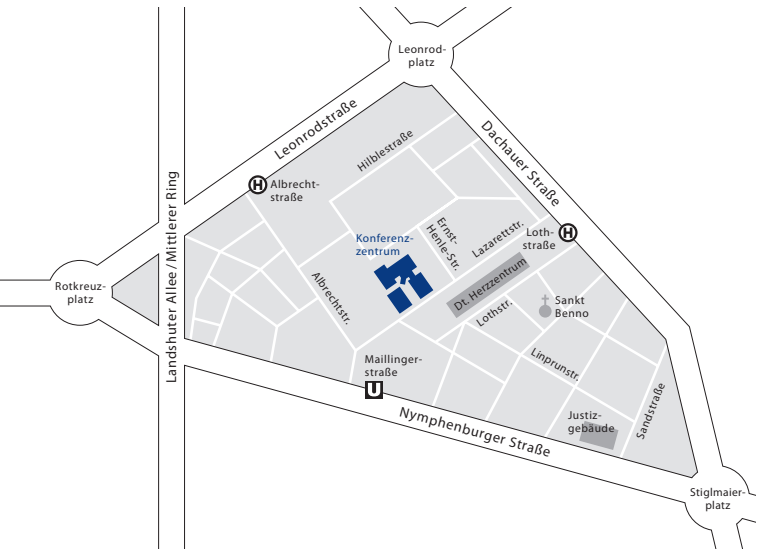 Leonrod-
platz
Leonrodstraße
Hilblestraße
Dachauer Straße
H
Albrecht-
straße
Landshuter Allee/Mittlerer Ring
Konferenz-
zentrum
Ernst-
Henle-Str.
Lazarettstr.
Loth-
straße
H
Rotkreuz-
platz
Albrechtstr.
Dt. Herzzentrum
Lothstr.
Sankt
Benno
Maillinger-
straße
U
Linprunstr.
Nymphenburger Straße
Justiz-
gebäude
Sandstraße
Stiglmaier-
platz